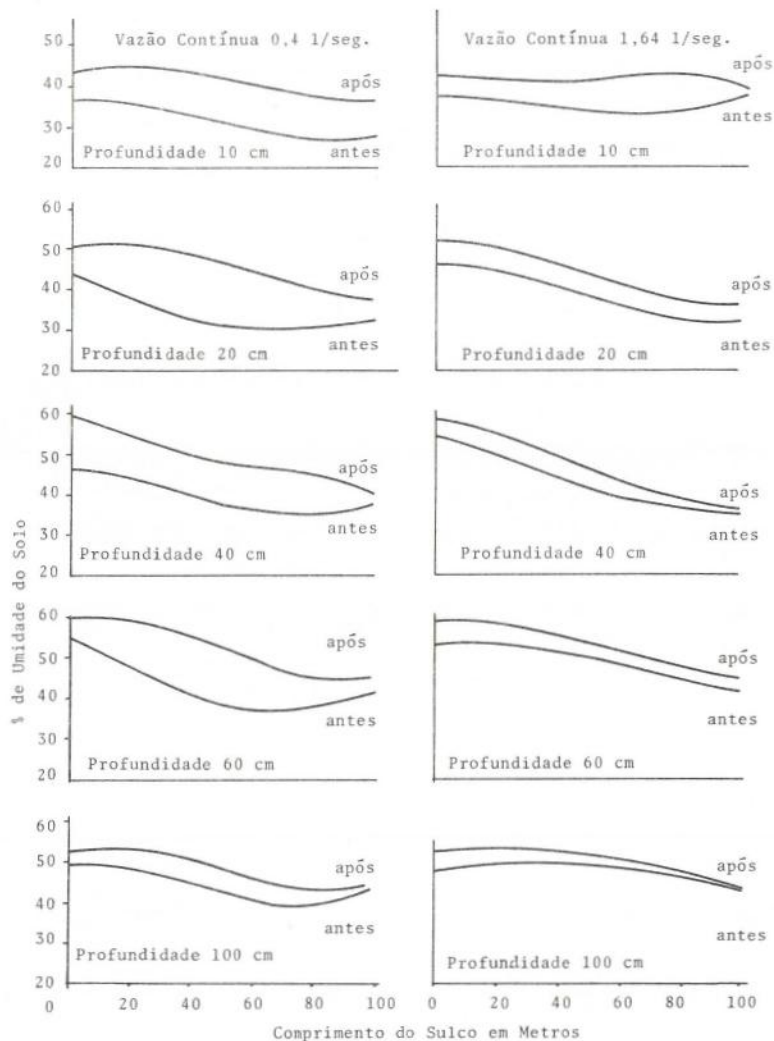 Vazão Contínua 0,4 l/seg.
50
40
30
20
após
antes
Profundidade 10 cm
Vazão Contínua 1,64 l/seg.
após
antes
Profundidade 10 cm
60
50
40
30
20
após
antes
Profundidade 20 cm
após
antes
Profundidade 20 cm
60
50
40
30
20
após
antes
Profundidade 40 cm
após
antes
Profundidade 40 cm
60
50
40
30
20
após
antes
Profundidade 60 cm
após
antes
Profundidade 60 cm
60
50
40
30
20
após
antes
Profundidade 100 cm
após
antes
Profundidade 100 cm
0 20 40 60 80 100
0 20 40 60 80 100
% de Umidade do Solo
Comprimento do Sulco em Metros